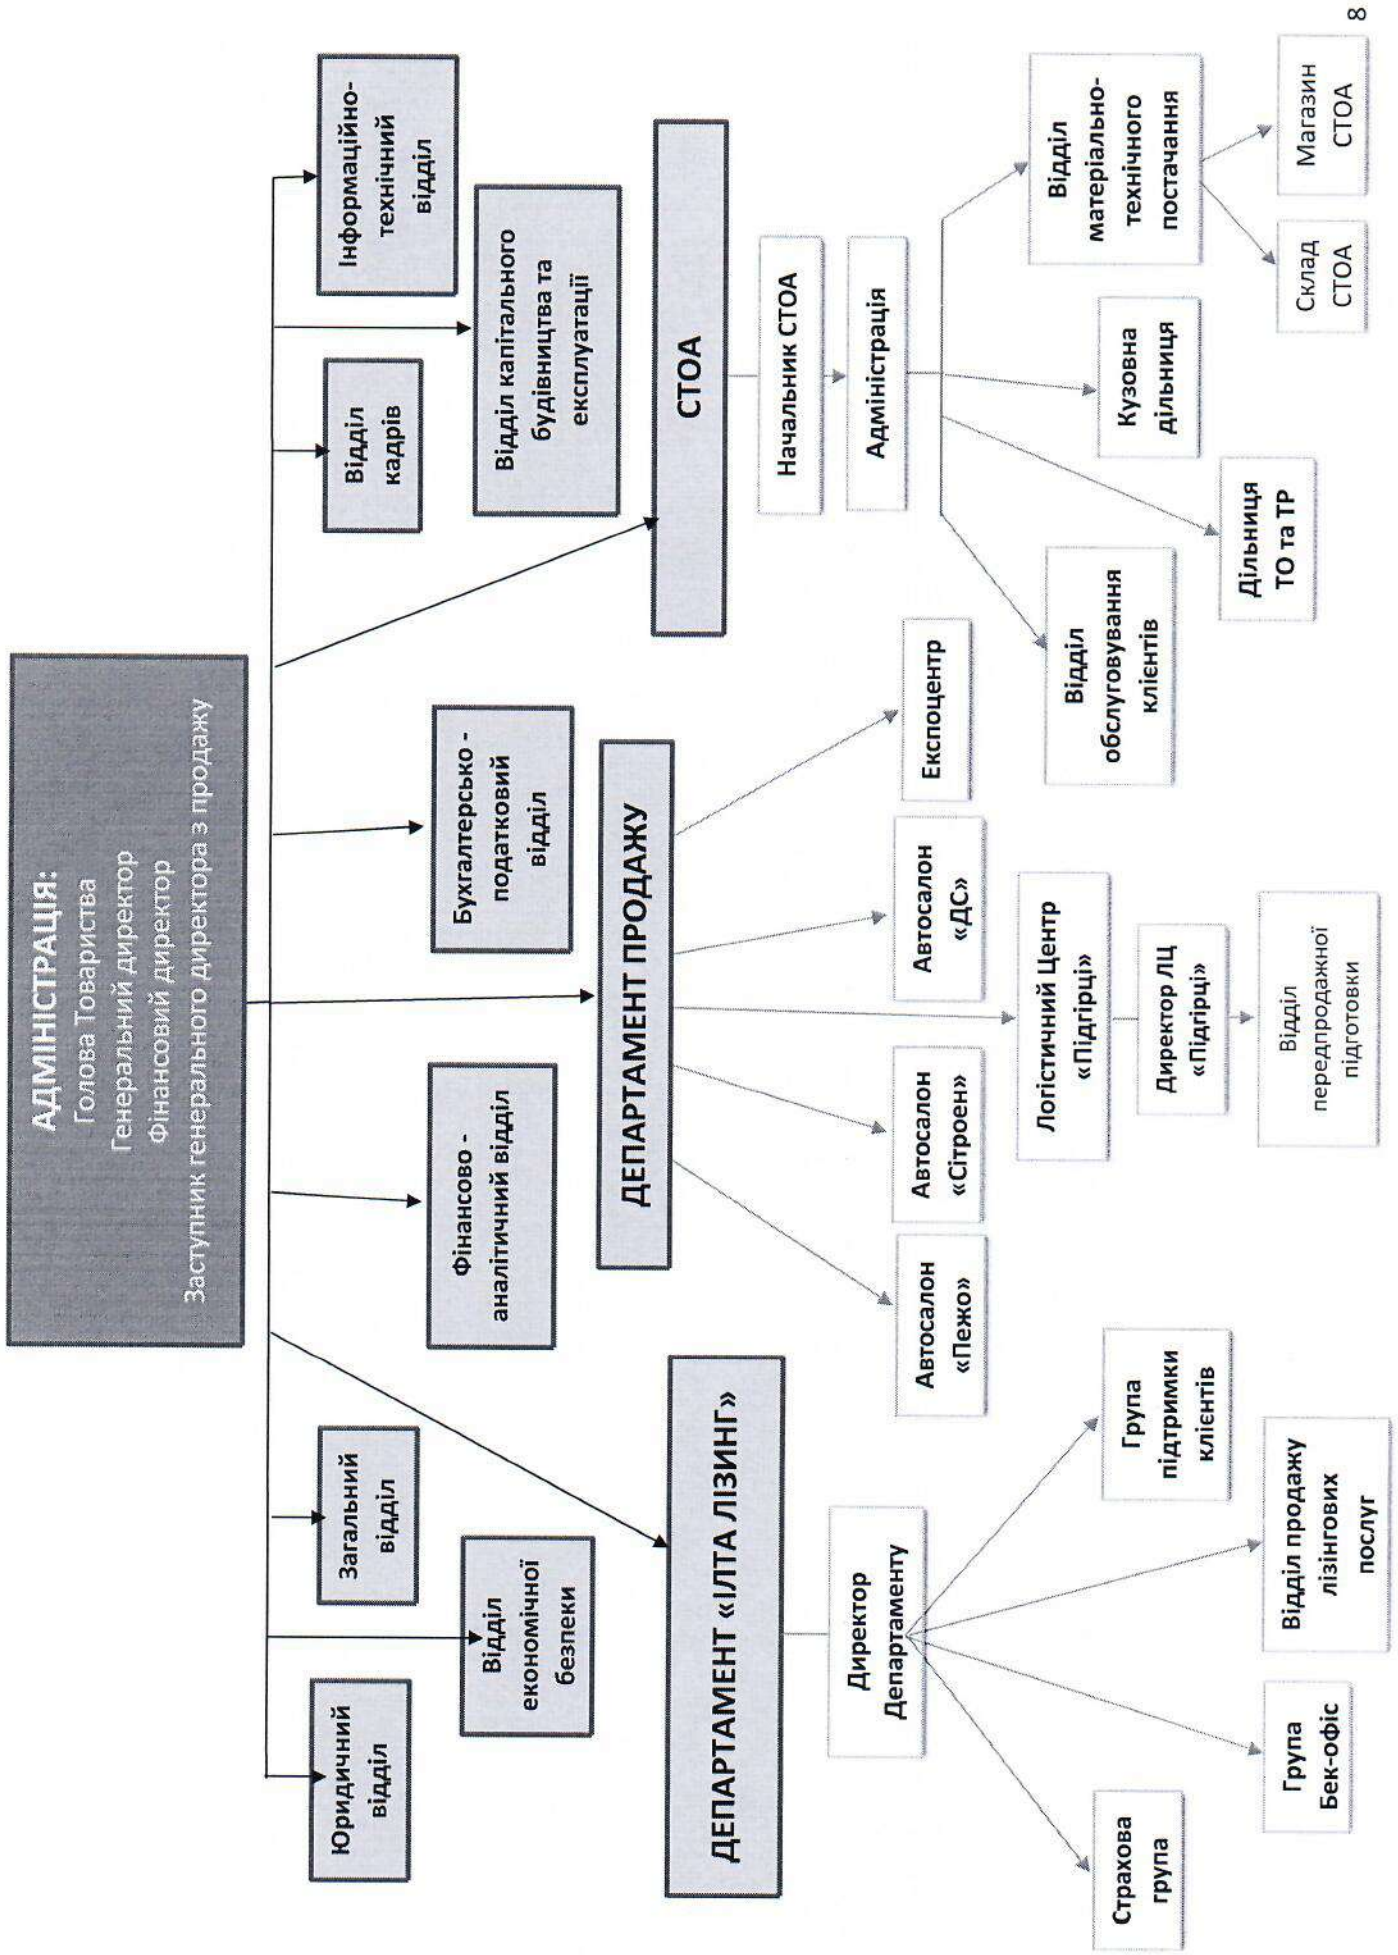 АДМІНІСТРАЦІЯ:
Голова Товариства
Генеральний директор
Фінансовий директор
Заступник генерального директора з продажу
Юридичний
відділ
Загальний
відділ
Відділ
економічної
безпеки
Фінансово -
аналітичний відділ
Бухгалтерсько -
податковий
відділ
Відділ
кадрів
Відділ капітального
будівництва та
експлуатації
Інформаційно-
технічний
відділ
ДЕПАРТАМЕНТ «ІЛТА ЛІЗИНГ»
Директор
Департаменту
Страхова
група
Група
Бек-офіс
Відділ продажу
лізингових
послуг
Група
підтримки
клієнтів
ДЕПАРТАМЕНТ ПРОДАЖУ
Автосалон
«Пежо»
Автосалон
«Сітроен»
Автосалон
«ДС»
Експоцентр
Логістичний Центр
«Підгірці»
Директор ЛЦ
«Підгірці»
Відділ
передпродажної
підготовки
СТОА
Начальник СТОА
Адміністрація
Відділ
обслуговування
клієнтів
Дільниця
ТО та ТР
Кузовна
дільниця
Відділ
матеріально-
технічного
постачання
Склад
СТОА
Магазин
СТОА
8